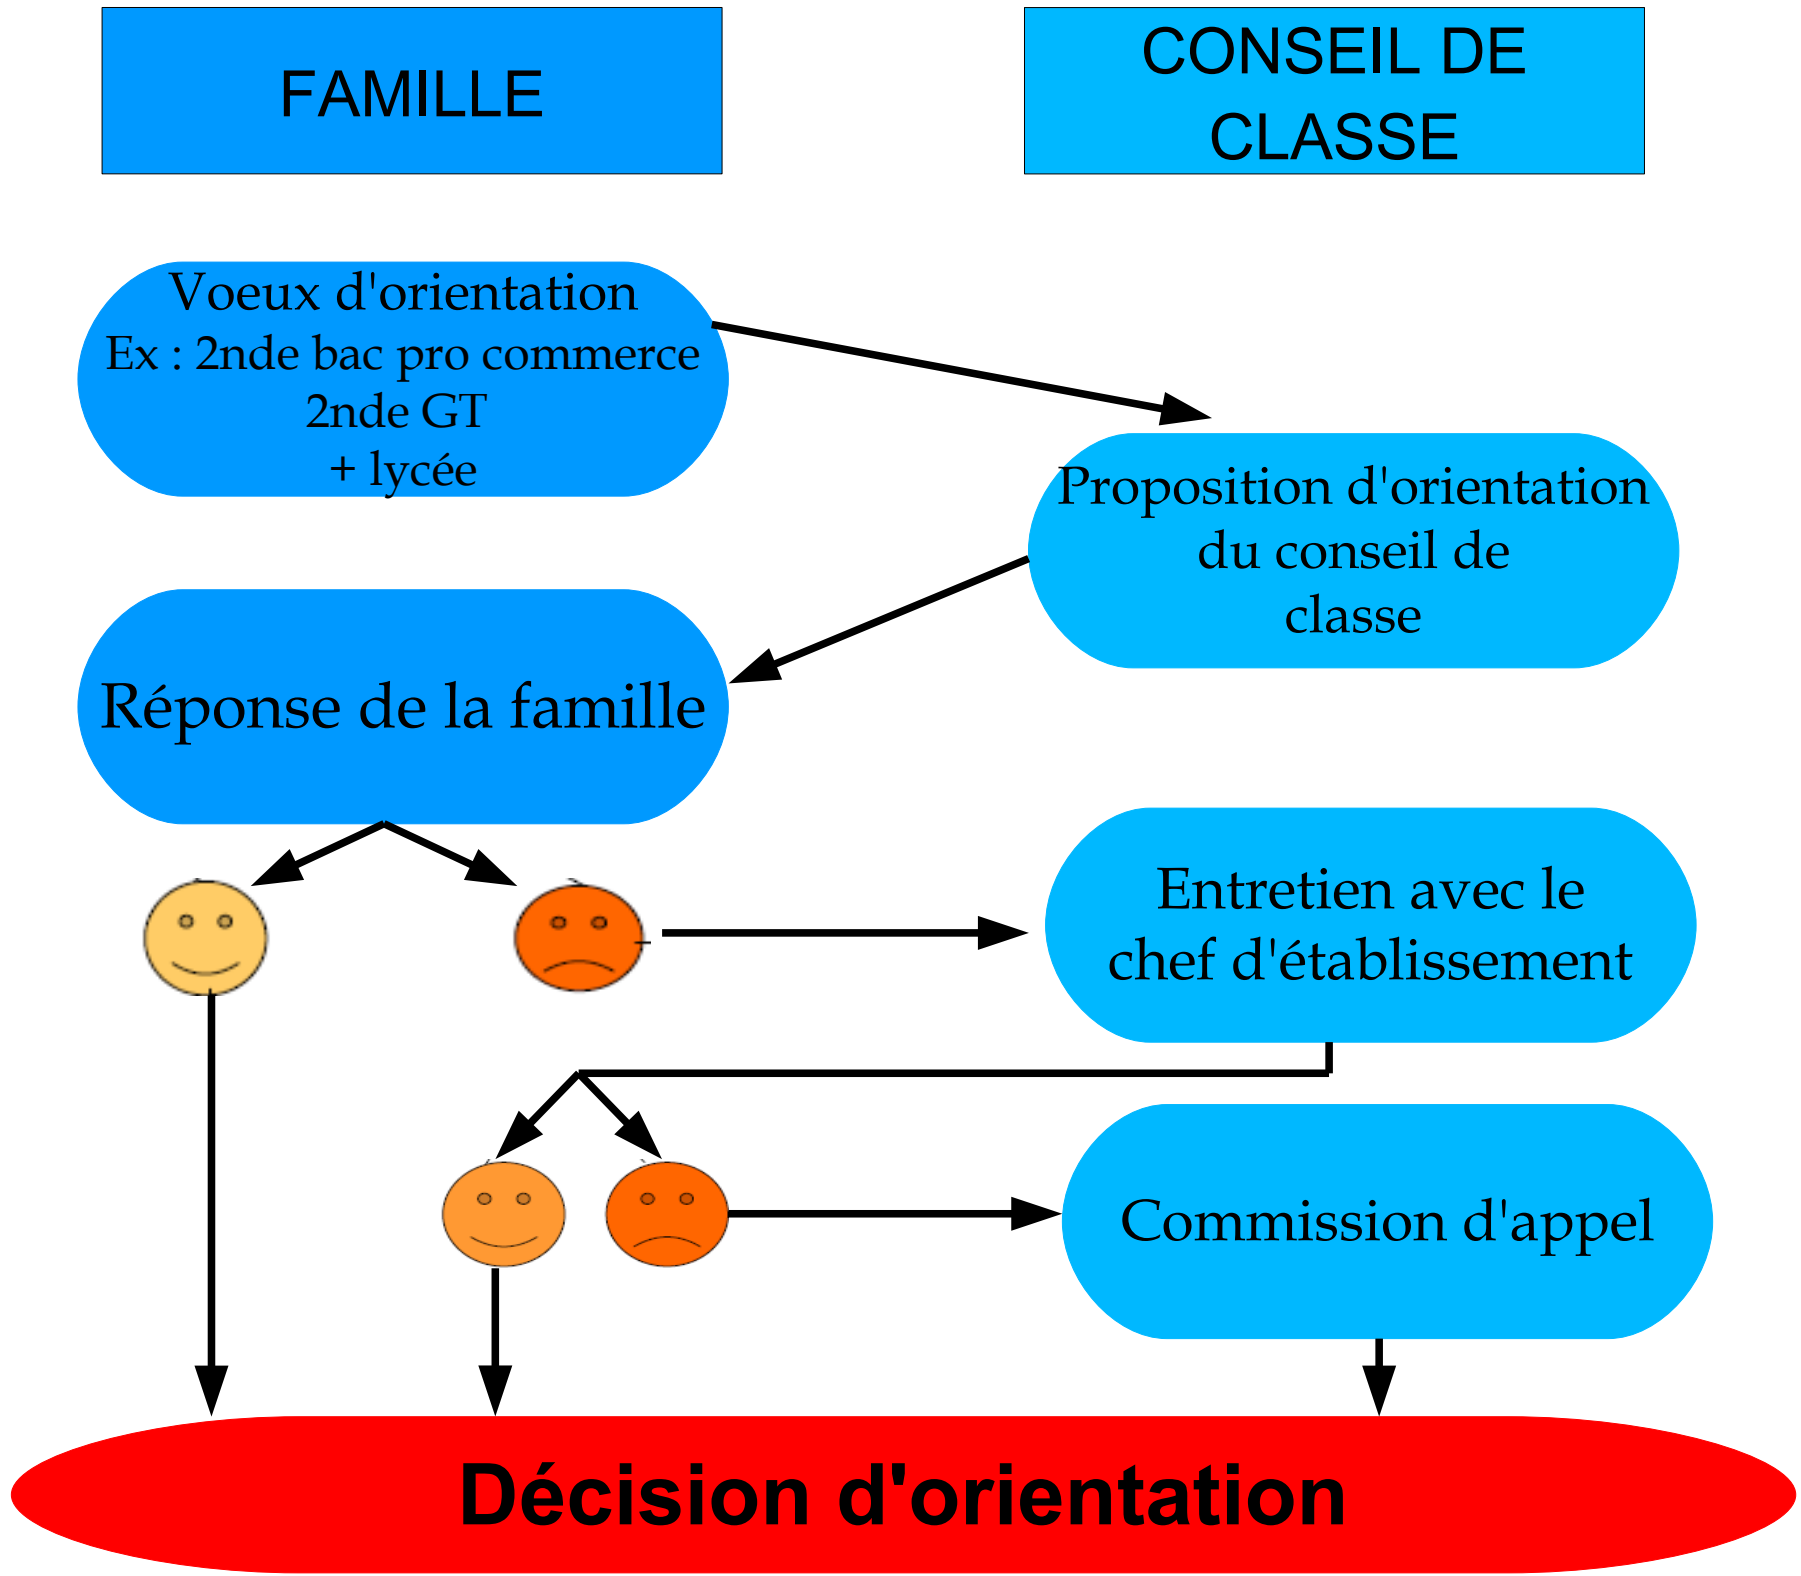 FAMILLE
CONSEIL DE
CLASSE
Voeux d'orientation
Ex : 2nde bac pro commerce
2nde GT
+ lycée
Proposition d'orientation
du conseil de
classe
Réponse de la famille
Entretien avec le
chef d'établissement
Commission d'appel
Décision d'orientation